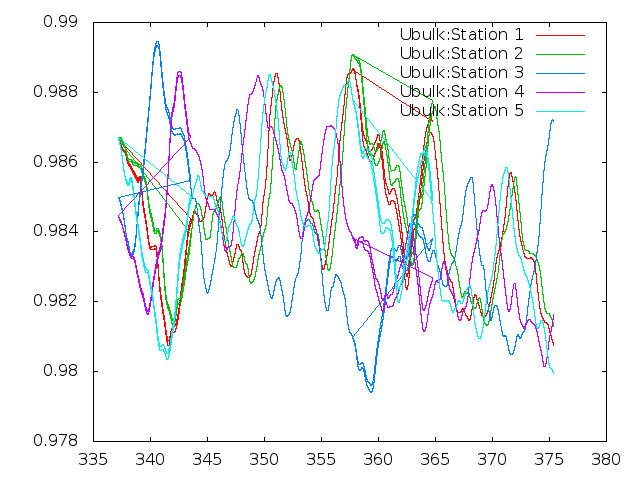 0.99
0.988
0.986
0.984
0.982
0.98
0.978
335 340 345 350 355 360 365 370 375 380
Ubulk:Station 1
Ubulk:Station 2
Ubulk:Station 3
Ubulk:Station 4
Ubulk:Station 5